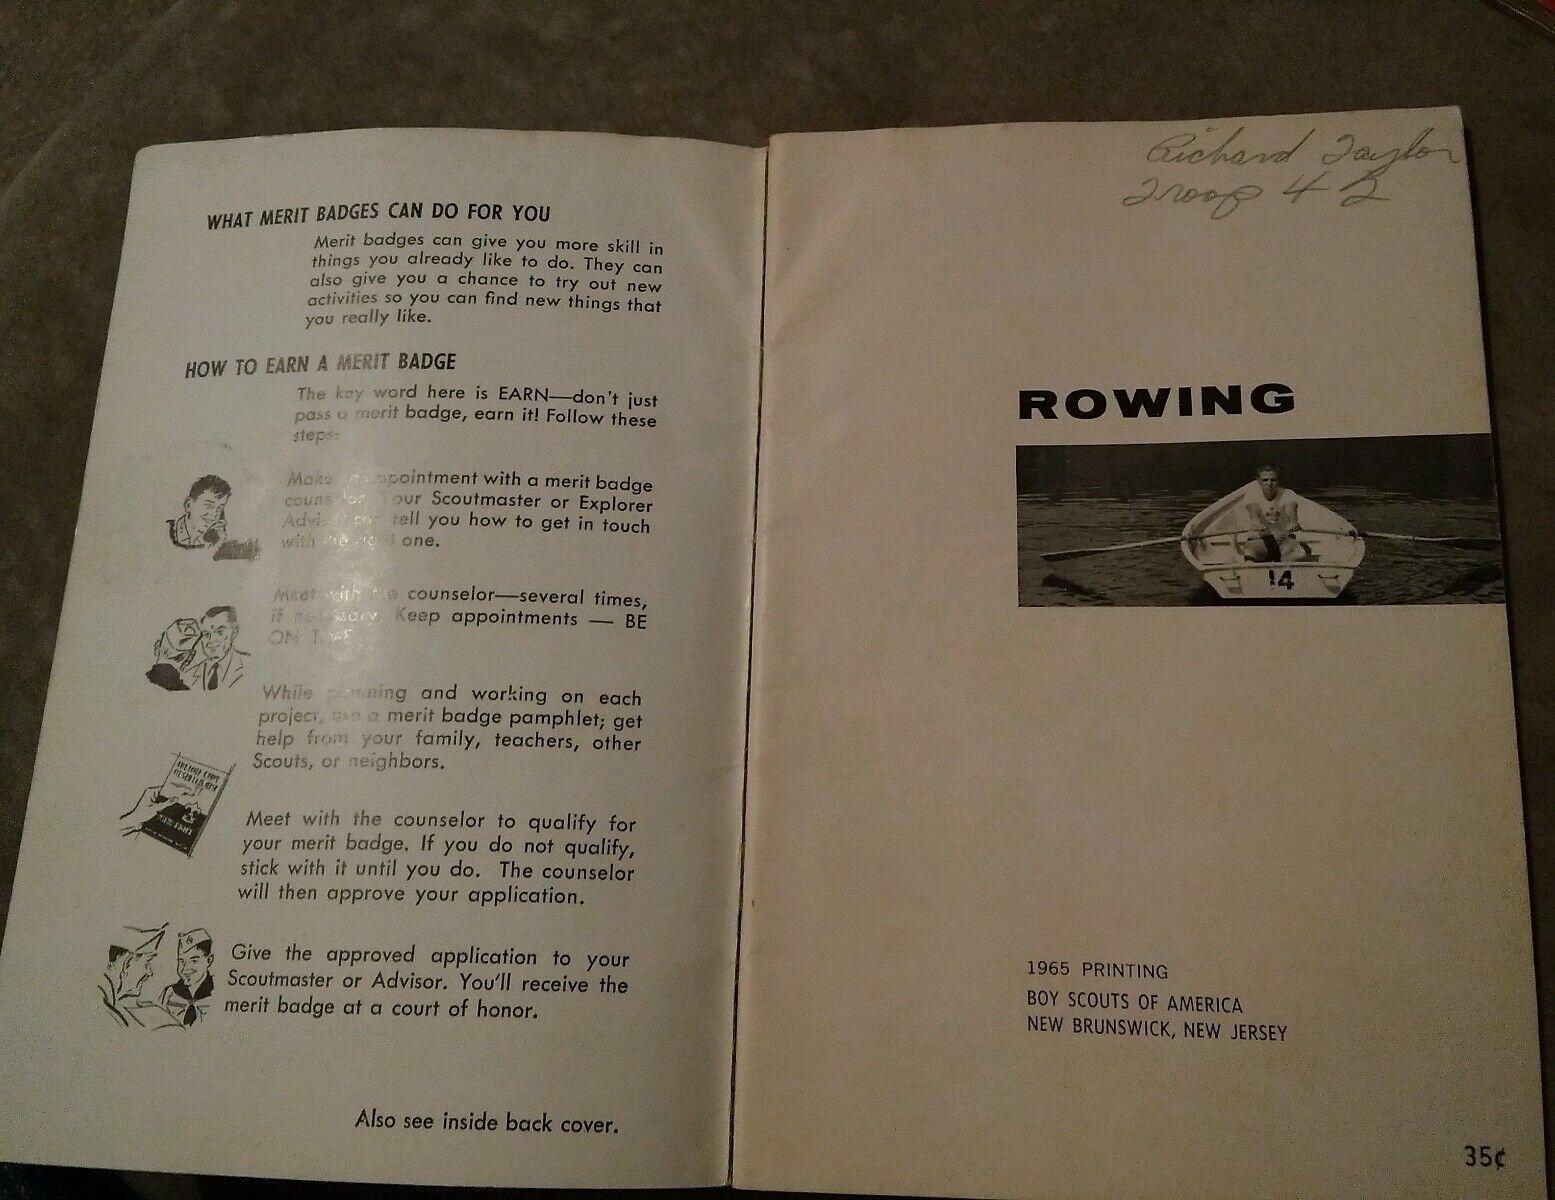 WHAT MERIT BADGES CAN DO FOR YOU
Merit badges can give you more skill in
things you already like to do. They can
also give you a chance to try out new
activities so you can find new things that
you really like.
HOW TO EARN A MERIT BADGE
The key word here is EARN—don't just
pass a merit badge, earn it! Follow these
steps:
Make an appointment with a merit badge
counselor. Your Scoutmaster or Explorer
Advisor can tell you how to get in touch
with the right one.
Meet with the counselor—several times,
if necessary. Keep appointments — BE
ON TIME.
While planning and working on each
project, use a merit badge pamphlet; get
help from your family, teachers, other
Scouts, or neighbors.
Meet with the counselor to qualify for
your merit badge. If you do not qualify,
stick with it until you do. The counselor
will then approve your application.
Give the approved application to your
Scoutmaster or Advisor. You'll receive the
merit badge at a court of honor.
Also see inside back cover.
Richard Taylor
Troop 42
ROWING
14
1965 PRINTING
BOY SCOUTS OF AMERICA
NEW BRUNSWICK, NEW JERSEY
35¢